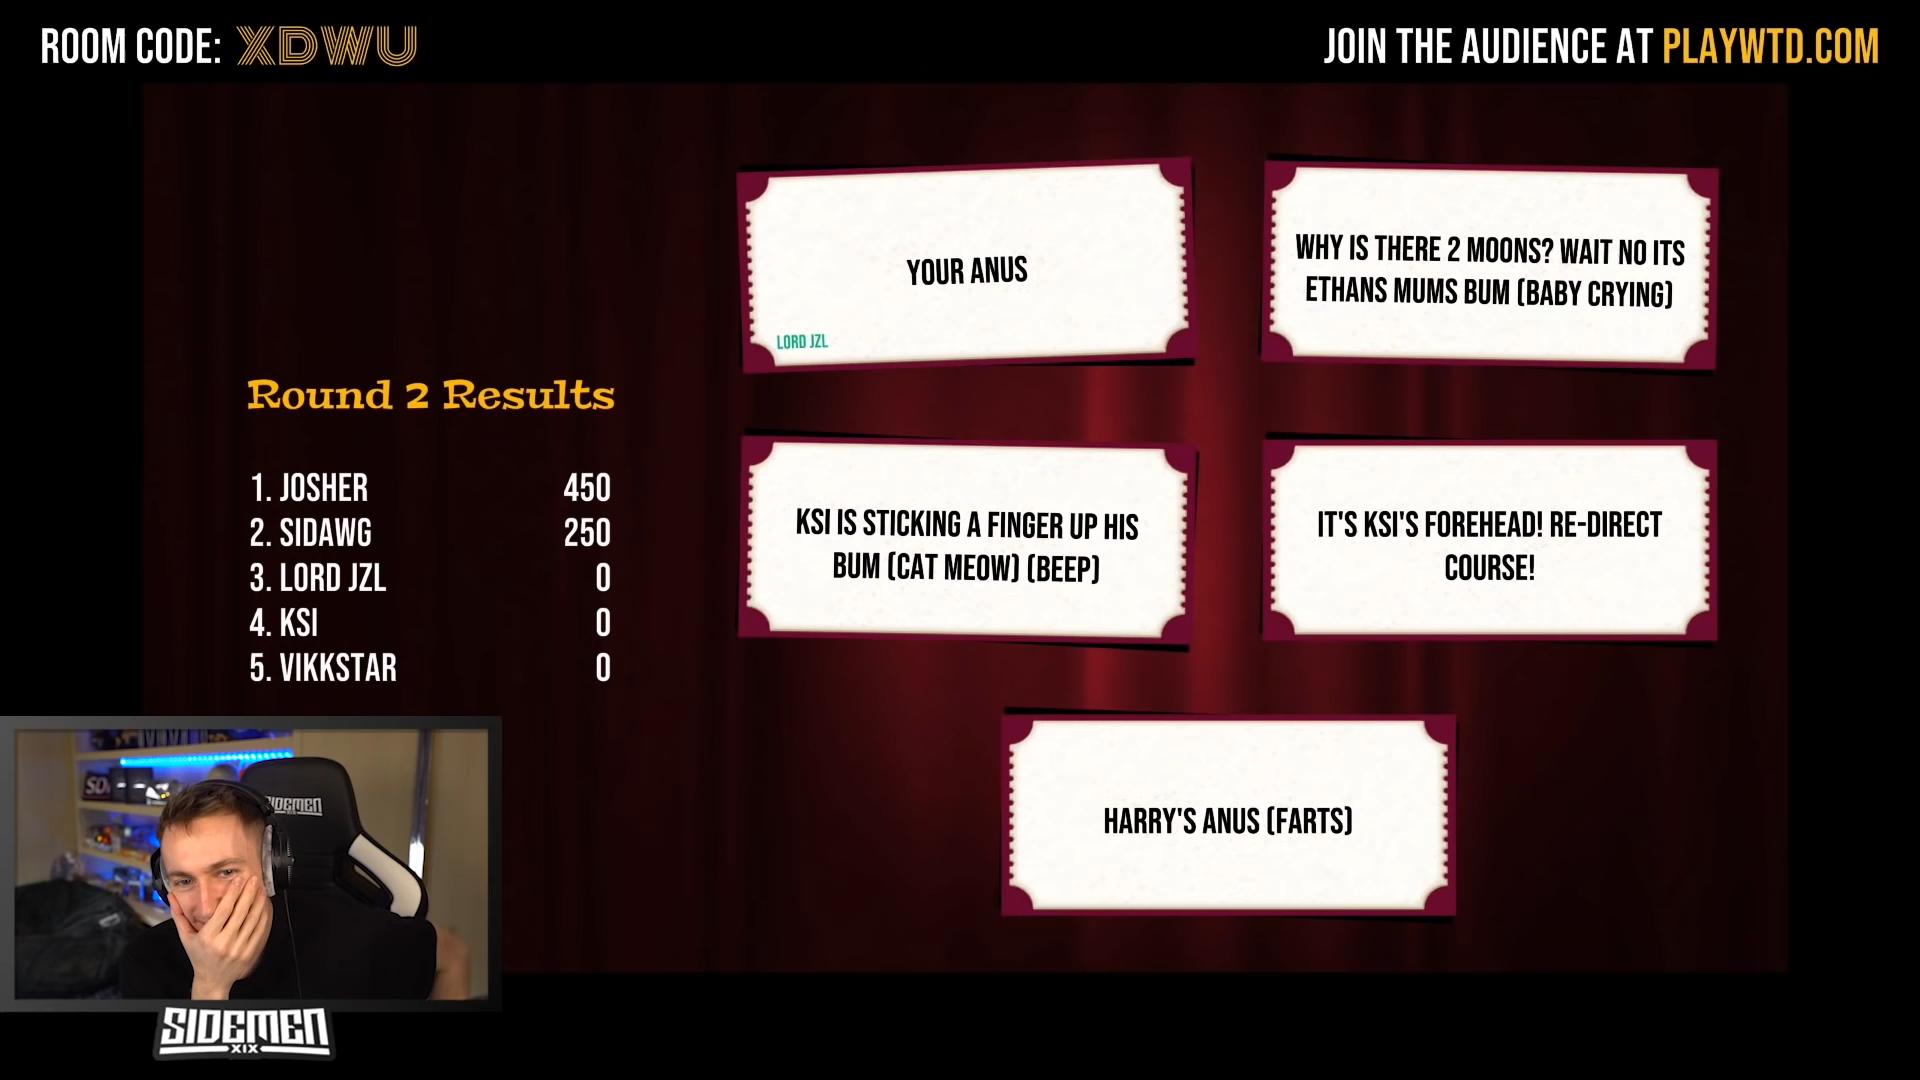 ROOM CODE: XDWU
JOIN THE AUDIENCE AT PLAYWTD.COM
YOUR ANUS
LORD JZL
WHY IS THERE 2 MOONS? WAIT NO ITS
ETHANS MUMS BUM (BABY CRYING)
Round 2 Results
1. JOSHER 450
2. SIDAWG 250
3. LORD JZL 0
4. KSI 0
5. VIKKSTAR 0
KSI IS STICKING A FINGER UP HIS
BUM (CAT MEOW) (BEEP)
IT'S KSI'S FOREHEAD! RE-DIRECT
COURSE!
HARRY'S ANUS (FARTS)
SIDEMEN
SIDEMEN
XIX